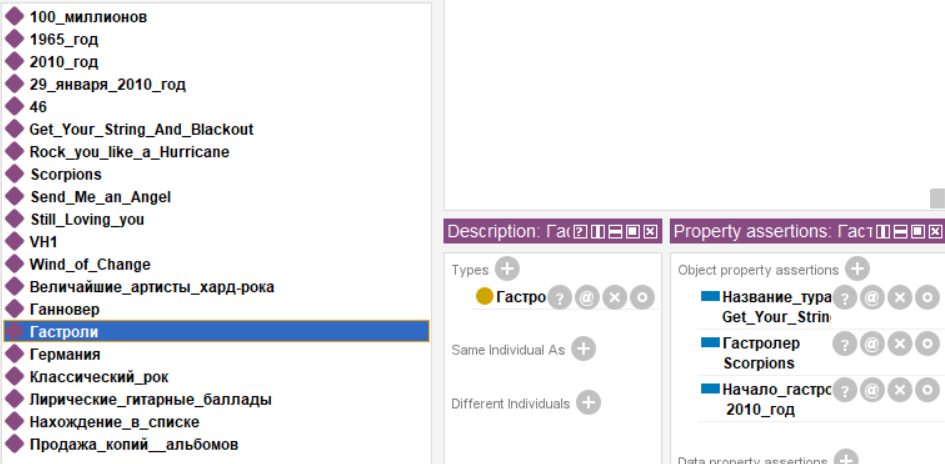 100_миллионов
1965_год
2010_год
29_января_2010_год
46
Get_Your_String_And_Blackout
Rock_you_like_a_Hurricane
Scorpions
Send_Me_an_Angel
Still_Loving_you
VH1
Wind_of_Change
Величайшие_артисты_хард-рока
Ганновер
Гастроли
Германия
Классический_рок
Лирические_гитарные_баллады
Нахождение_в_списке
Продажа_копий__альбомов
Description: Гас
Types
Гастро
Same Individual As
Different Individuals
Property assertions: Гаст
Object property assertions
Название_тура
Get_Your_Strin
Гастролер
Scorpions
Начало_гастро
2010_год
Data property assertions